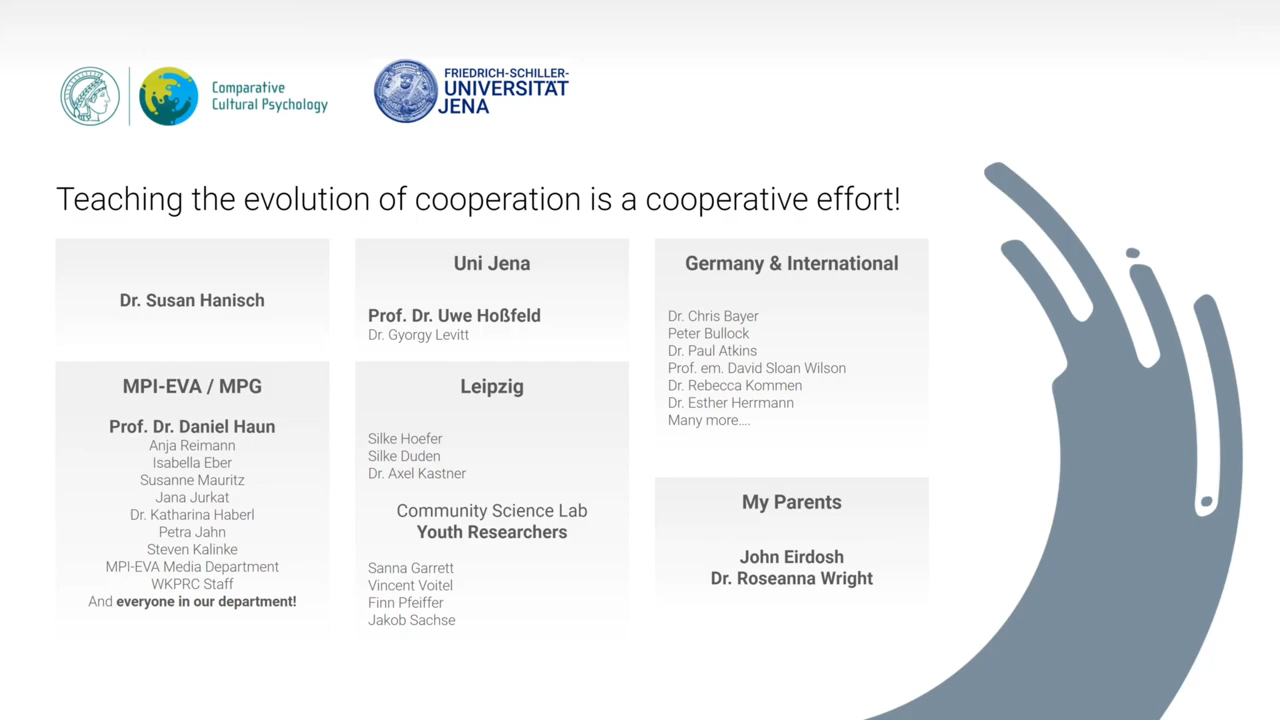 Comparative
Cultural Psychology
FRIEDRICH-SCHILLER-
UNIVERSITÄT
JENA
Teaching the evolution of cooperation is a cooperative effort!
Dr. Susan Hanisch
MPI-EVA / MPG
Prof. Dr. Daniel Haun
Anja Reimann
Isabella Eber
Susanne Mauritz
Jana Jurkat
Dr. Katharina Haberl
Petra Jahn
Steven Kalinke
MPI-EVA Media Department
WKPRC Staff
And everyone in our department!
Uni Jena
Prof. Dr. Uwe Hoßfeld
Dr. Gyorgy Levitt
Leipzig
Silke Hoefer
Silke Duden
Dr. Axel Kastner
Community Science Lab
Youth Researchers
Sanna Garrett
Vincent Voitel
Finn Pfeiffer
Jakob Sachse
Germany & International
Dr. Chris Bayer
Peter Bullock
Dr. Paul Atkins
Prof. em. David Sloan Wilson
Dr. Rebecca Kommen
Dr. Esther Herrmann
Many more....
My Parents
John Eirdosh
Dr. Roseanna Wright